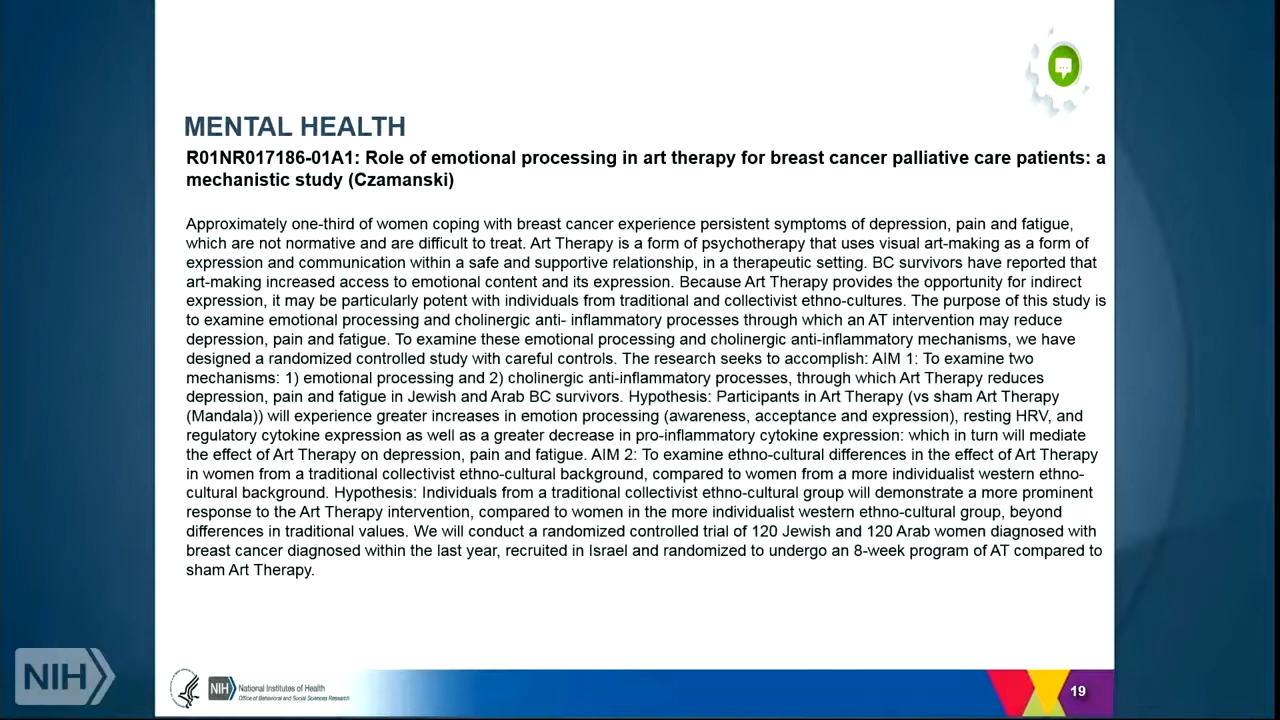 MENTAL HEALTH
R01NR017186-01A1: Role of emotional processing in art therapy for breast cancer palliative care patients: a
mechanistic study (Czamanski)
Approximately one-third of women coping with breast cancer experience persistent symptoms of depression, pain and fatigue,
which are not normative and are difficult to treat. Art Therapy is a form of psychotherapy that uses visual art-making as a form of
expression and communication within a safe and supportive relationship, in a therapeutic setting. BC survivors have reported that
art-making increased access to emotional content and its expression. Because Art Therapy provides the opportunity for indirect
expression, it may be particularly potent with individuals from traditional and collectivist ethno-cultures. The purpose of this study is
to examine emotional processing and cholinergic anti- inflammatory processes through which an AT intervention may reduce
depression, pain and fatigue. To examine these emotional processing and cholinergic anti-inflammatory mechanisms, we have
designed a randomized controlled study with careful controls. The research seeks to accomplish: AIM 1: To examine two
mechanisms: 1) emotional processing and 2) cholinergic anti-inflammatory processes, through which Art Therapy reduces
depression, pain and fatigue in Jewish and Arab BC survivors. Hypothesis: Participants in Art Therapy (vs sham Art Therapy
(Mandala)) will experience greater increases in emotion processing (awareness, acceptance and expression), resting HRV, and
regulatory cytokine expression as well as a greater decrease in pro-inflammatory cytokine expression: which in turn will mediate
the effect of Art Therapy on depression, pain and fatigue. AIM 2: To examine ethno-cultural differences in the effect of Art Therapy
in women from a traditional collectivist ethno-cultural background, compared to women from a more individualist western ethno-
cultural background. Hypothesis: Individuals from a traditional collectivist ethno-cultural group will demonstrate a more prominent
response to the Art Therapy intervention, compared to women in the more individualist western ethno-cultural group, beyond
differences in traditional values. We will conduct a randomized controlled trial of 120 Jewish and 120 Arab women diagnosed with
breast cancer diagnosed within the last year, recruited in Israel and randomized to undergo an 8-week program of AT compared to
sham Art Therapy.
NIH
NIH
National Institutes of Health
Office of Behavioral and Social Sciences Research
19